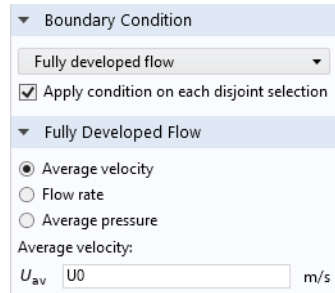 Boundary Condition
Fully developed flow
Apply condition on each disjoint selection
Fully Developed Flow
Average velocity
Flow rate
Average pressure
Average velocity:
Uav U0 m/s